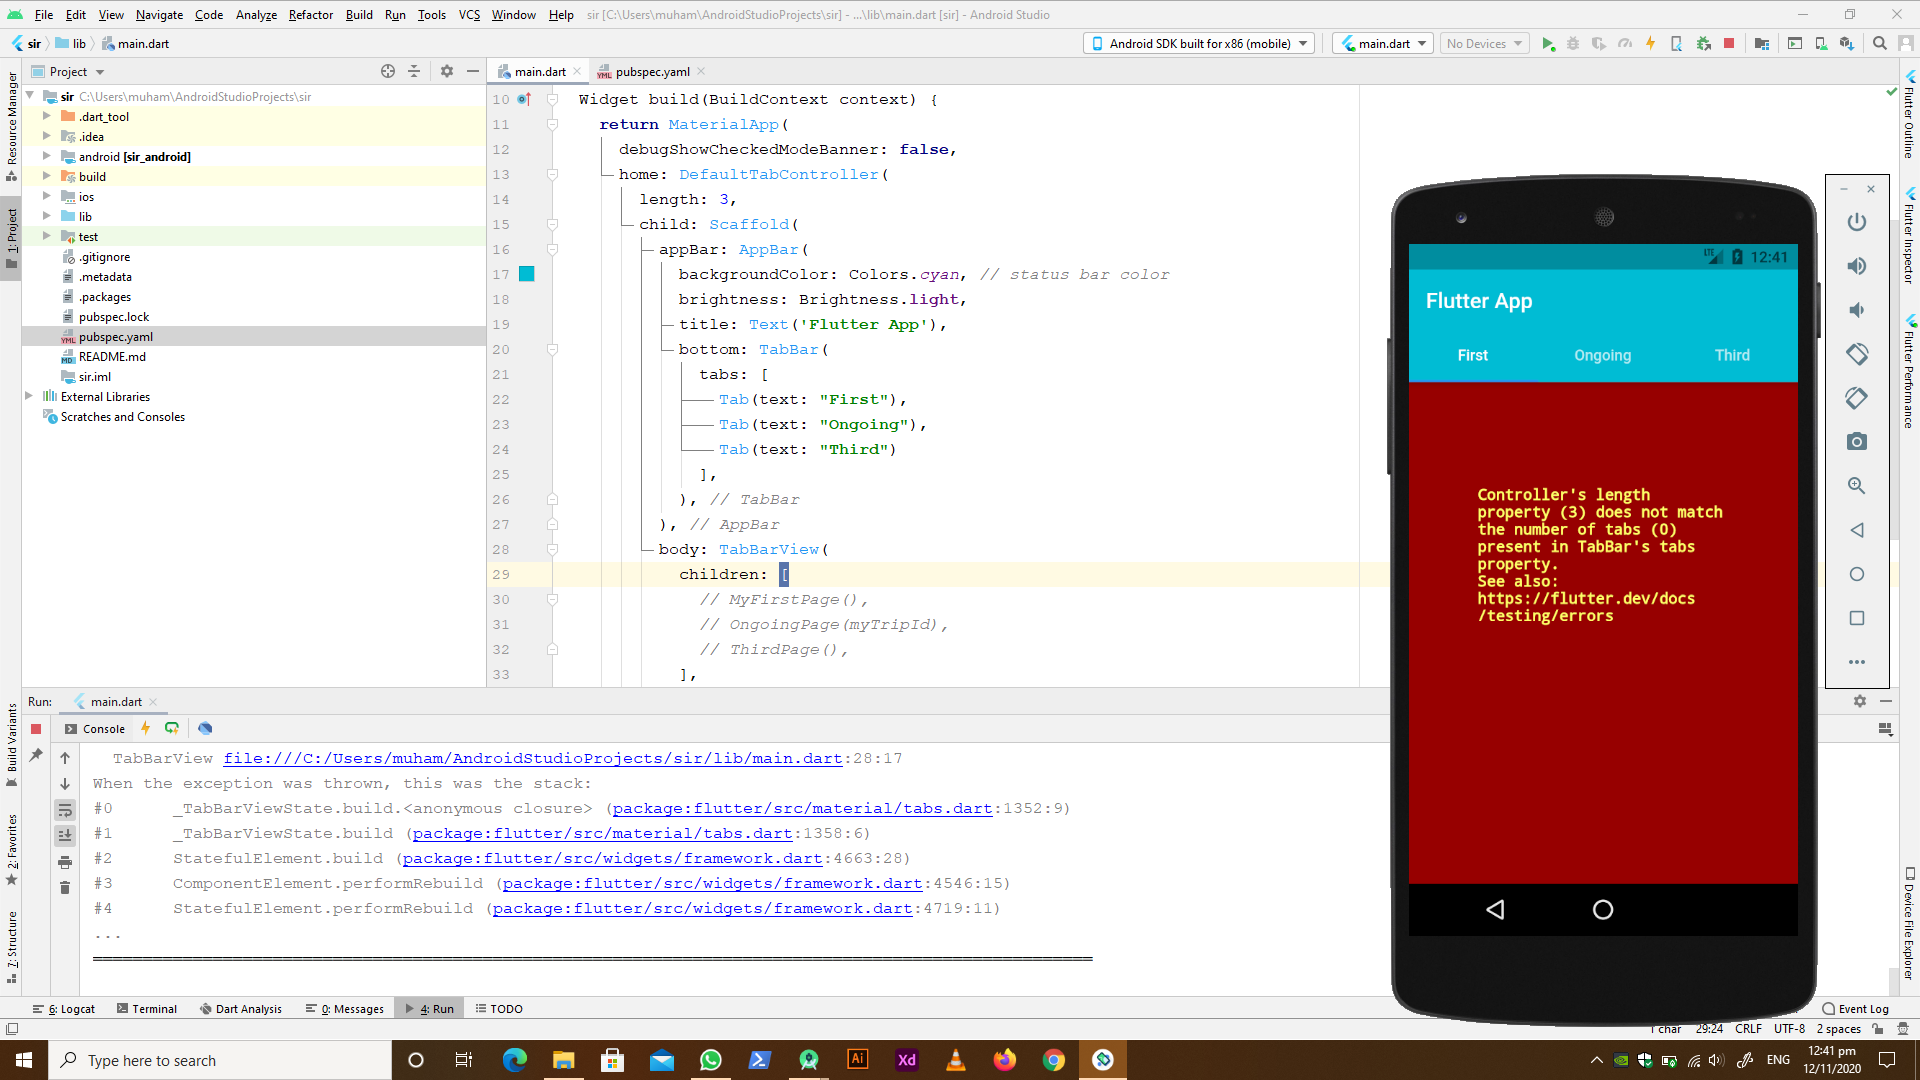 File Edit View Navigate Code Analyze Refactor Build Run Tools VCS Window Help sir [C:\Users\muham\AndroidStudioProjects\sir] - ...\lib\main.dart [sir] - Android Studio
sir lib main.dart
Android SDK built for x86 (mobile) main.dart No Devices
Project
main.dart
pubspec.yaml
Resource Manager
1: Project
Build Variants
2: Favorites
7: Structure
sir C:\Users\muham\AndroidStudioProjects\sir
.dart_tool
.idea
android [sir_android]
build
ios
lib
test
.gitignore
.metadata
.packages
pubspec.lock
pubspec.yaml
README.md
sir.iml
External Libraries
Scratches and Consoles
10 Widget build(BuildContext context) {
11 return MaterialApp(
12 debugShowCheckedModeBanner: false,
13 home: DefaultTabController(
14 length: 3,
15 child: Scaffold(
16 appBar: AppBar(
17 backgroundColor: Colors.cyan, // status bar color
18 brightness: Brightness.light,
19 title: Text('Flutter App'),
20 bottom: TabBar(
21 tabs: [
22 Tab(text: "First"),
23 Tab(text: "Ongoing"),
24 Tab(text: "Third")
25 ],
26 ), // TabBar
27 ), // AppBar
28 body: TabBarView(
29 children: [
30 // MyFirstPage(),
31 // OngoingPage(myTripId),
32 // ThirdPage(),
33 ],
LTE 12:41
Flutter App
First Ongoing Third
Controller's length
property (3) does not match
the number of tabs (0)
present in TabBar's tabs
property.
See also:
https://flutter.dev/docs
/testing/errors
Flutter Outline
Flutter Inspector
Flutter Performance
Device File Explorer
Run: main.dart
Console
TabBarView file:///C:/Users/muham/AndroidStudioProjects/sir/lib/main.dart:28:17
When the exception was thrown, this was the stack:
#0 _TabBarViewState.build.<anonymous closure> (package:flutter/src/material/tabs.dart:1352:9)
#1 _TabBarViewState.build (package:flutter/src/material/tabs.dart:1358:6)
#2 StatefulElement.build (package:flutter/src/widgets/framework.dart:4663:28)
#3 ComponentElement.performRebuild (package:flutter/src/widgets/framework.dart:4546:15)
#4 StatefulElement.performRebuild (package:flutter/src/widgets/framework.dart:4719:11)
...
════════════════════════════════════════════════════════════════════════════════════════════════════
6: Logcat Terminal Dart Analysis 0: Messages 4: Run TODO Event Log
1 char 29:24 CRLF UTF-8 2 spaces
Type here to search
Ai Xd
ENG 12:41 pm
12/11/2020